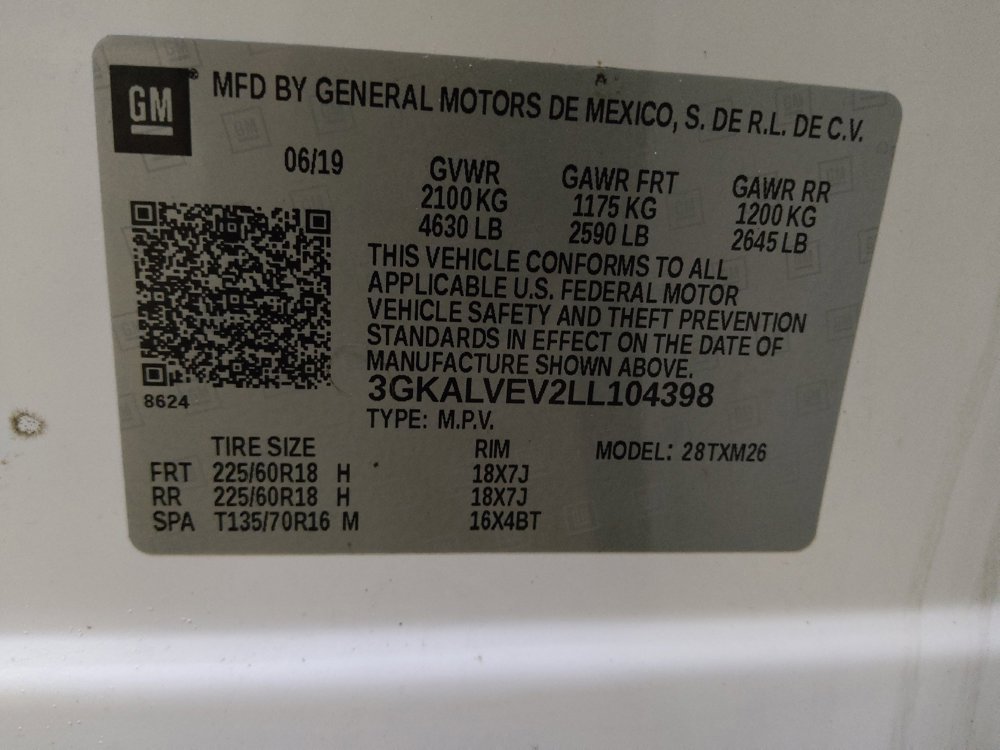 GM
MFD BY GENERAL MOTORS DE MEXICO, S. DE R.L. DE C.V.
06/19
GVWR
2100 KG
4630 LB
GAWR FRT
1175 KG
2590 LB
GAWR RR
1200 KG
2645 LB
THIS VEHICLE CONFORMS TO ALL
APPLICABLE U.S. FEDERAL MOTOR
VEHICLE SAFETY AND THEFT PREVENTION
STANDARDS IN EFFECT ON THE DATE OF
MANUFACTURE SHOWN ABOVE.
3GKALVEV2LL104398
8624
TYPE: M.P.V.
TIRE SIZE RIM MODEL: 28TXM26
FRT 225/60R18 H 18X7J
RR 225/60R18 H 18X7J
SPA T135/70R16 M 16X4BT